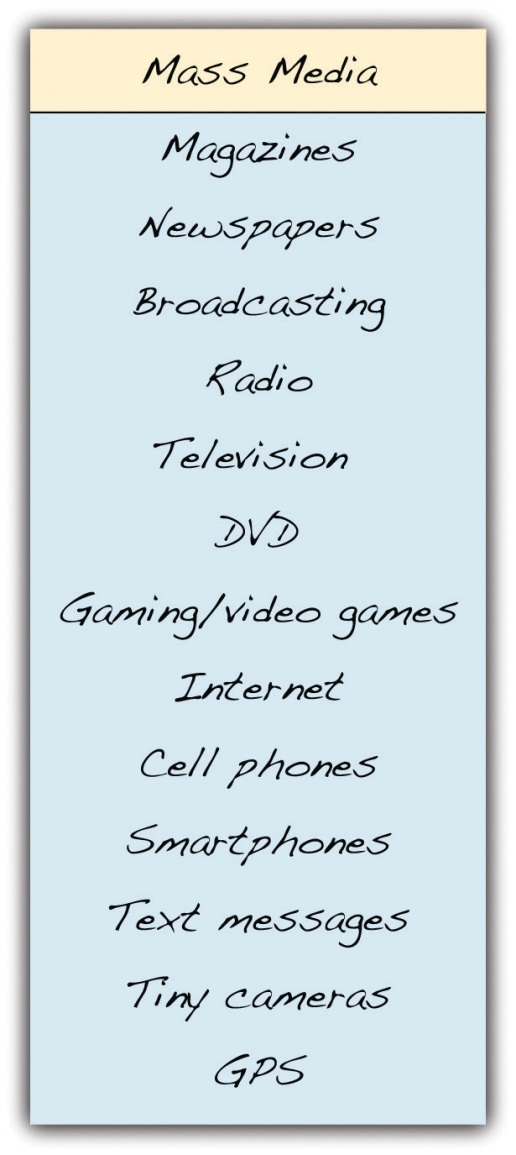 Mass Media
Magazines
Newspapers
Broadcasting
Radio
Television
DVD
Gaming/video games
Internet
Cell phones
Smartphones
Text messages
Tiny cameras
GPS